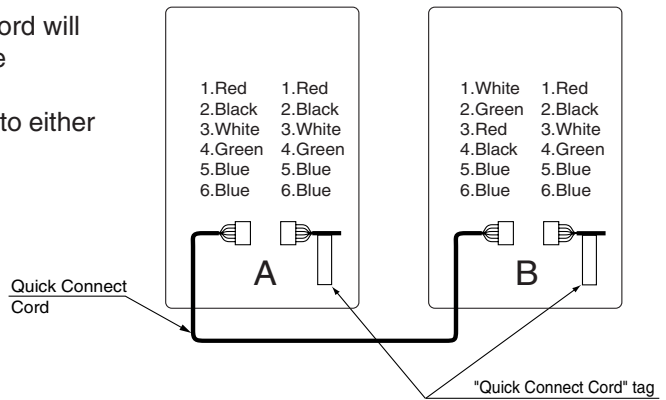 ord will
e
to either
1.Red 1.Red
2.Black 2.Black
3.White 3.White
4.Green 4.Green
5.Blue 5.Blue
6.Blue 6.Blue
A
1.White 1.Red
2.Green 2.Black
3.Red 3.White
4.Black 4.Green
5.Blue 5.Blue
6.Blue 6.Blue
B
Quick Connect
Cord
"Quick Connect Cord" tag